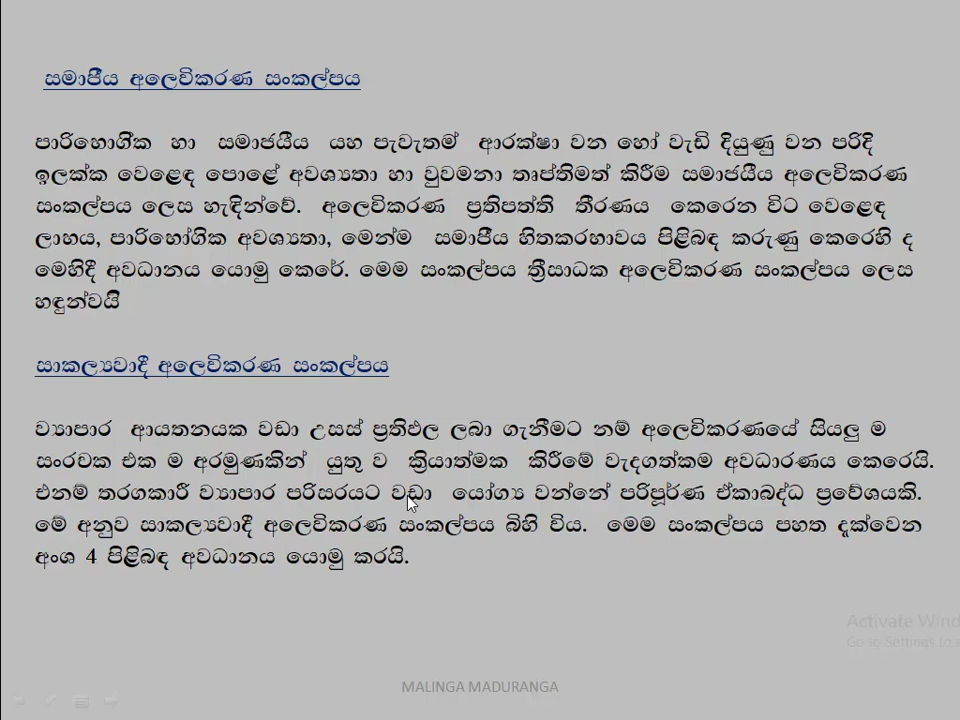 සමාජීය අලෙවිකරණ සංකල්පය
පාරිභොගික හා සමාජයීය යහ පැවැතම් ආරක්ෂා වන හෝ වැඩි දියුණු වන පරිදි
ඉලක්ක වෙළෙඳ පොළේ අවශ්‍යතා හා වුවමනා තෘප්තිමත් කිරීම සමාජයීය අලෙවිකරණ
සංකල්පය ලෙස හැඳින්වේ. අලෙවිකරණ ප්‍රතිපත්ති තීරණය කෙරෙන විට වෙළෙඳ
ලාභය, පාරිභෝගික අවශ්‍යතා, මෙන්ම සමාජීය හිතකරභාවය පිළිබඳ කරුණු කෙරෙහි ද
මෙහිදී අවධානය යොමු කෙරේ. මෙම සංකල්පය ත්‍රීසාධක අලෙවිකරණ සංකල්පය ලෙස
හඳුන්වයි
සාකල්‍යවාදී අලෙවිකරණ සංකල්පය
ව්‍යාපාර ආයතනයක වඩා උසස් ප්‍රතිඵල ලබා ගැනීමට නම් අලෙවිකරණයේ සියලු ම
සංරචක එක ම අරමුණකින් යුතු ව ක්‍රියාත්මක කිරීමේ වැදගත්කම අවධාරණය කෙරෙයි.
එනම් තරගකාරී ව්‍යාපාර පරිසරයට වඩා යෝග්‍ය වන්නේ පරිපූර්ණ ඒකාබද්ධ ප්‍රවේශයකි.
මේ අනුව සාකල්‍යවාදී අලෙවිකරණ සංකල්පය බිහි විය. මෙම සංකල්පය පහත දැක්වෙන
අංශ 4 පිළිබඳ අවධානය යොමු කරයි.
Activate Wind
Go to Settings to a
MALINGA MADURANGA